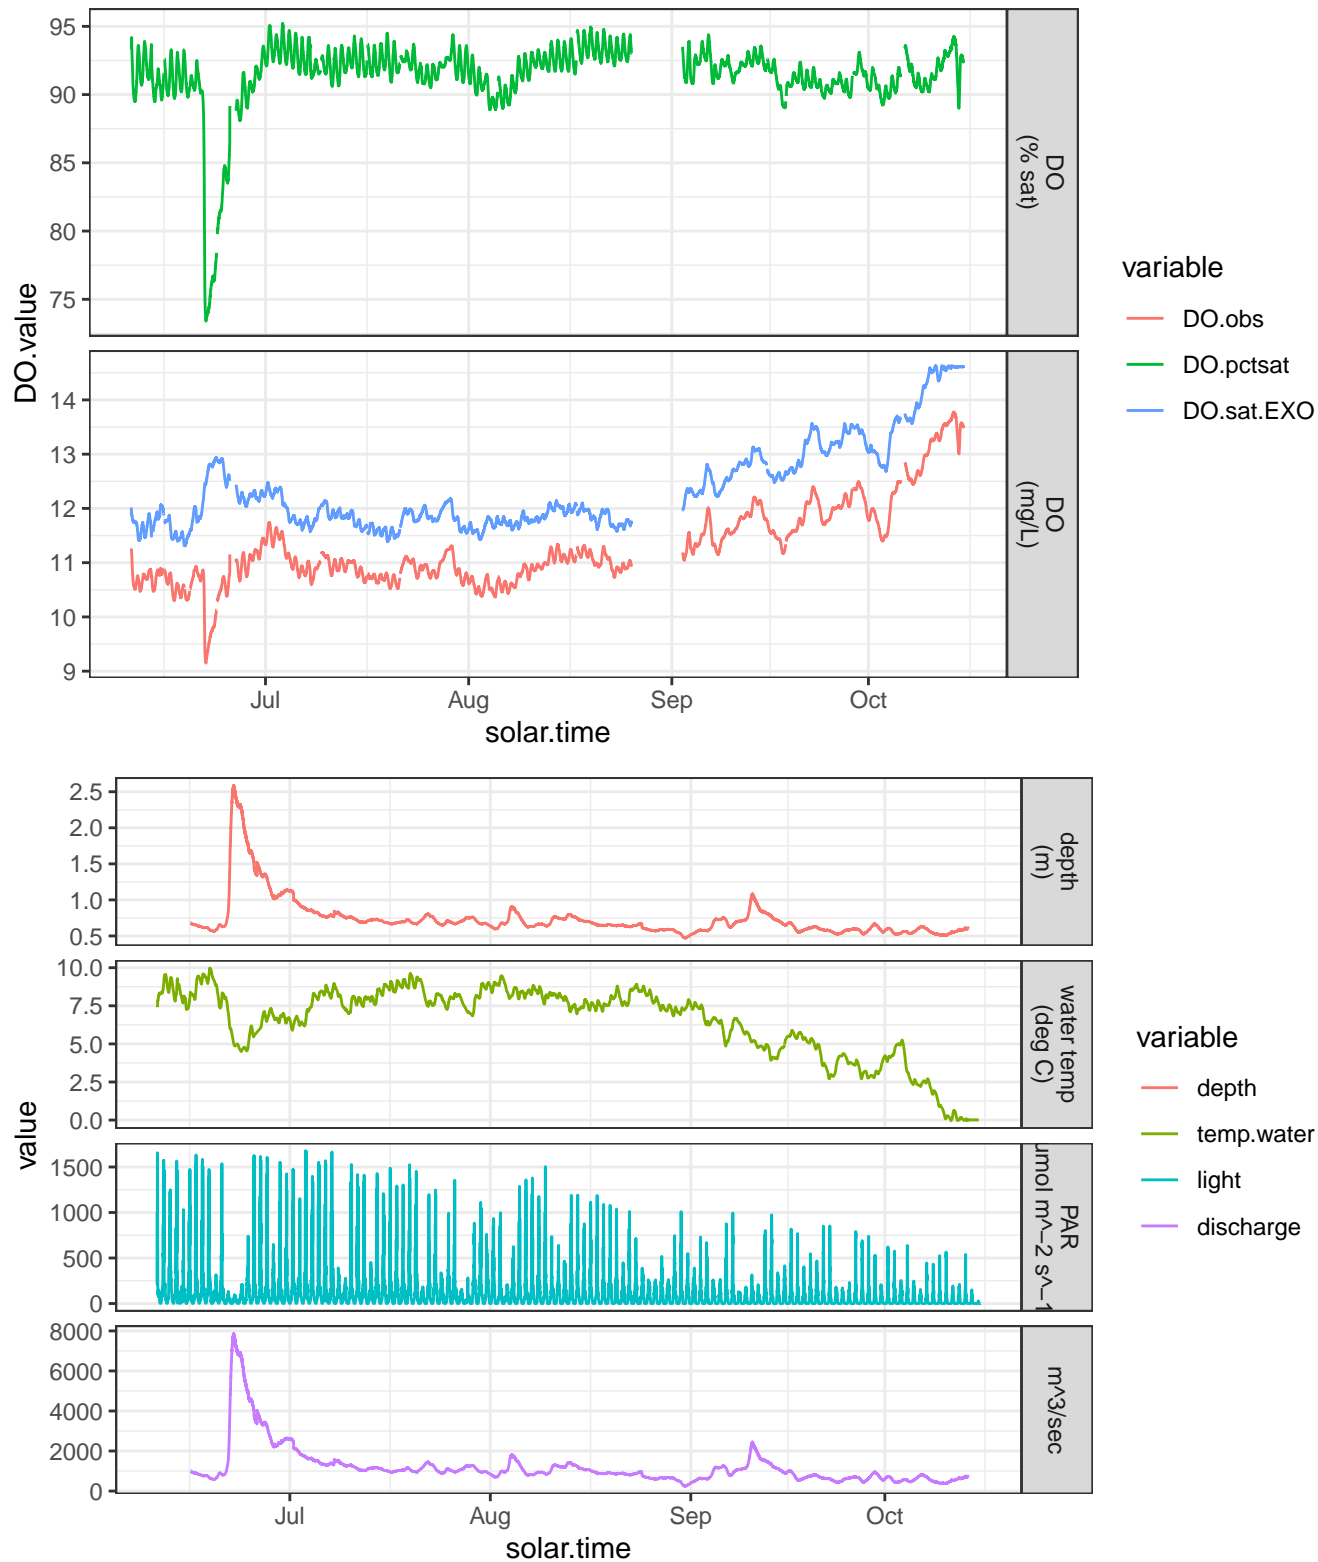 95
90
85
80
75
DO
(% sat)
DO.value
14
13
12
11
10
9
DO
(mg/L)
Jul
Aug
Sep
Oct
solar.time
variable
DO.obs
DO.pctsat
DO.sat.EXO
2.5
2.0
1.5
1.0
0.5
depth
(m)
10.0
7.5
5.0
2.5
0.0
water temp
(deg C)
value
1500
1000
500
0
PAR
umol m^-2 s^-1
8000
6000
4000
2000
0
m^3/sec
Jul
Aug
Sep
Oct
solar.time
variable
depth
temp.water
light
discharge